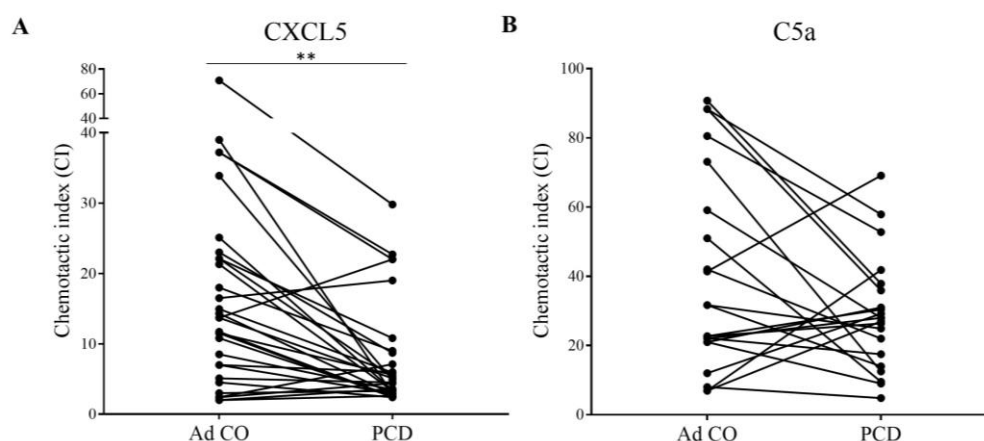 A
CXCL5
**
80
60
40
40
30
20
10
0
Chemotactic index (CI)
Ad CO
PCD
B
C5a
100
80
60
40
20
0
Chemotactic index (CI)
Ad CO
PCD